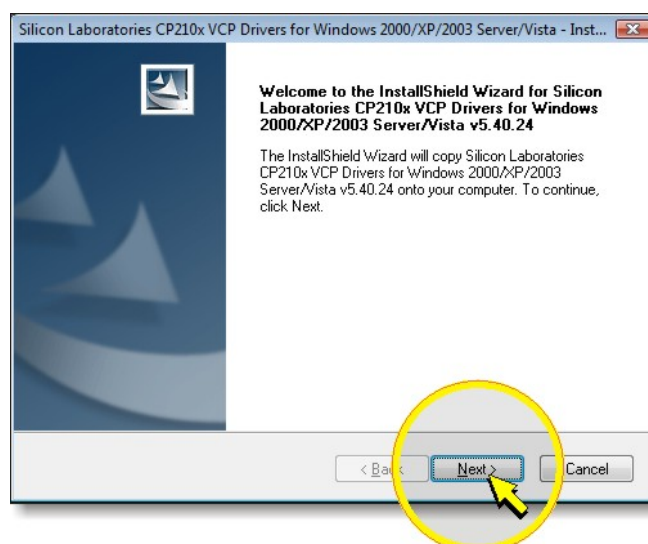 Silicon Laboratories CP210x VCP Drivers for Windows 2000/XP/2003 Server/Vista - Inst...
Welcome to the InstallShield Wizard for Silicon
Laboratories CP210x VCP Drivers for Windows
2000/XP/2003 Server/Vista v5.40.24
The InstallShield Wizard will copy Silicon Laboratories
CP210x VCP Drivers for Windows 2000/XP/2003
Server/Vista v5.40.24 onto your computer. To continue,
click Next.
< Back
Next >
Cancel